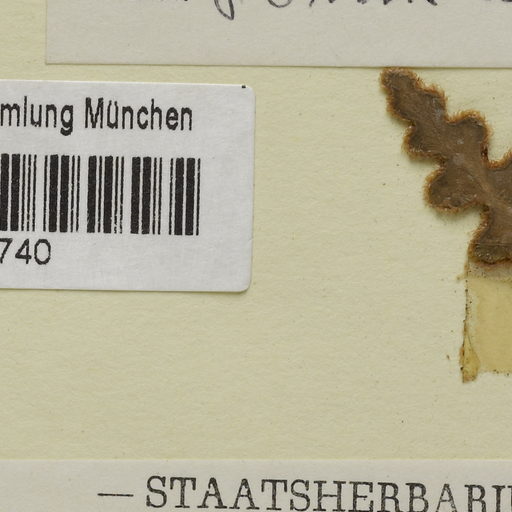 mlung München
740
— STAATSHERBARIU